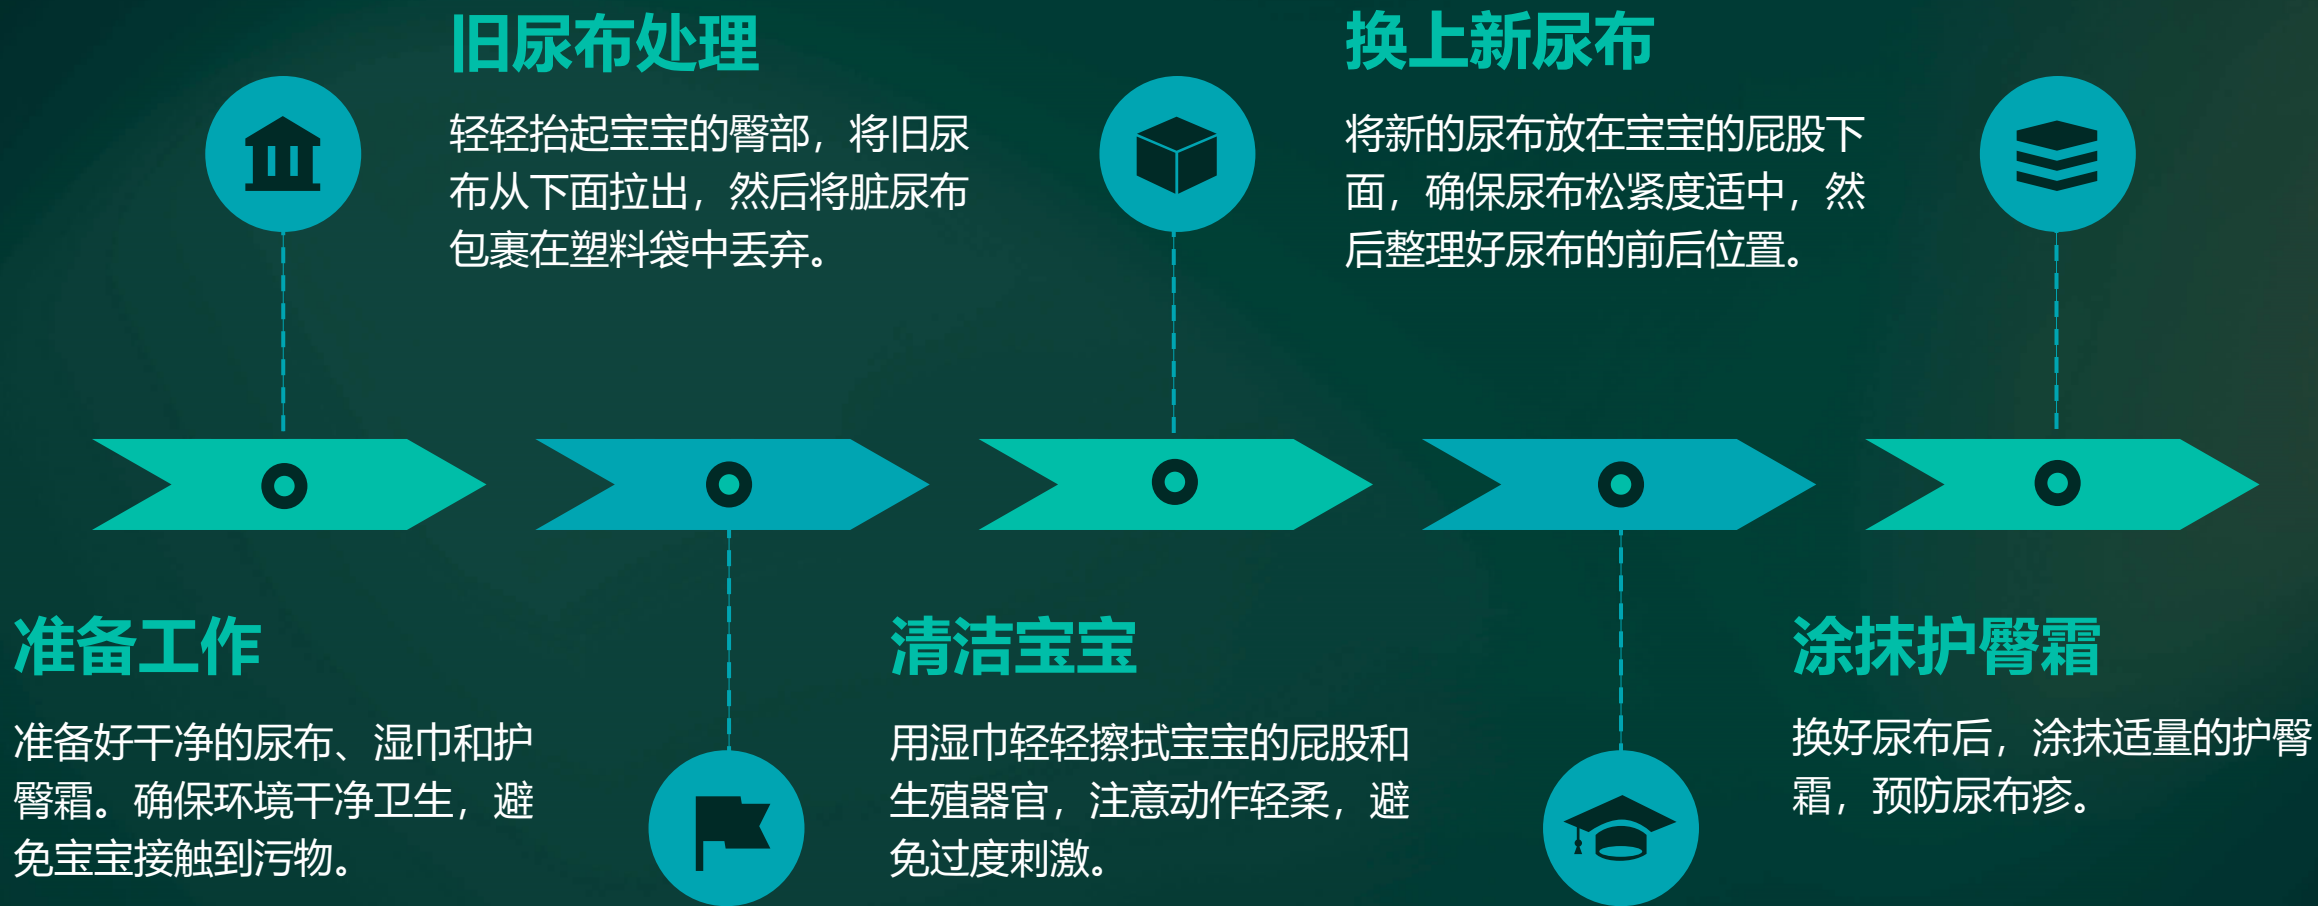 准备工作
准备好干净的尿布、湿巾和护
臀霜。确保环境干净卫生，避
免宝宝接触到污物。
旧尿布处理
轻轻抬起宝宝的臀部，将旧尿
布从下面拉出，然后将脏尿布
包裹在塑料袋中丢弃。
清洁宝宝
用湿巾轻轻擦拭宝宝的屁股和
生殖器官，注意动作轻柔，避
免过度刺激。
换上新尿布
将新的尿布放在宝宝的屁股下
面，确保尿布松紧度适中，然
后整理好尿布的前后位置。
涂抹护臀霜
换好尿布后，涂抹适量的护臀
霜，预防尿布疹。